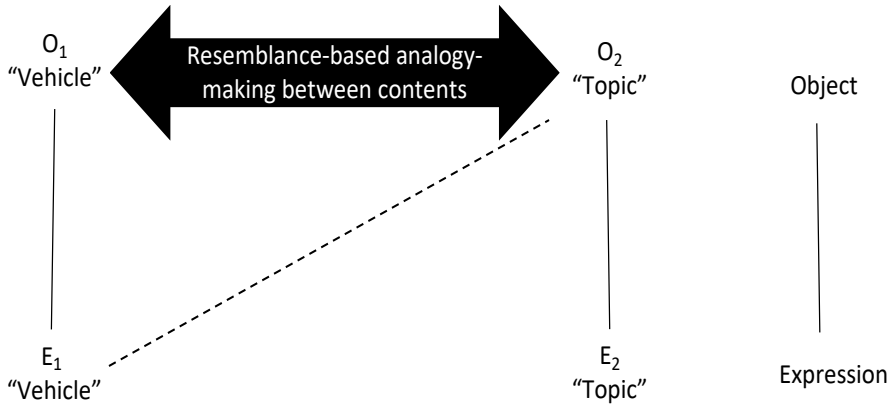 O₁
“Vehicle”
Resemblance-based analogy-
making between contents
O₂
“Topic”
Object
E₁
“Vehicle”
E₂
“Topic”
Expression